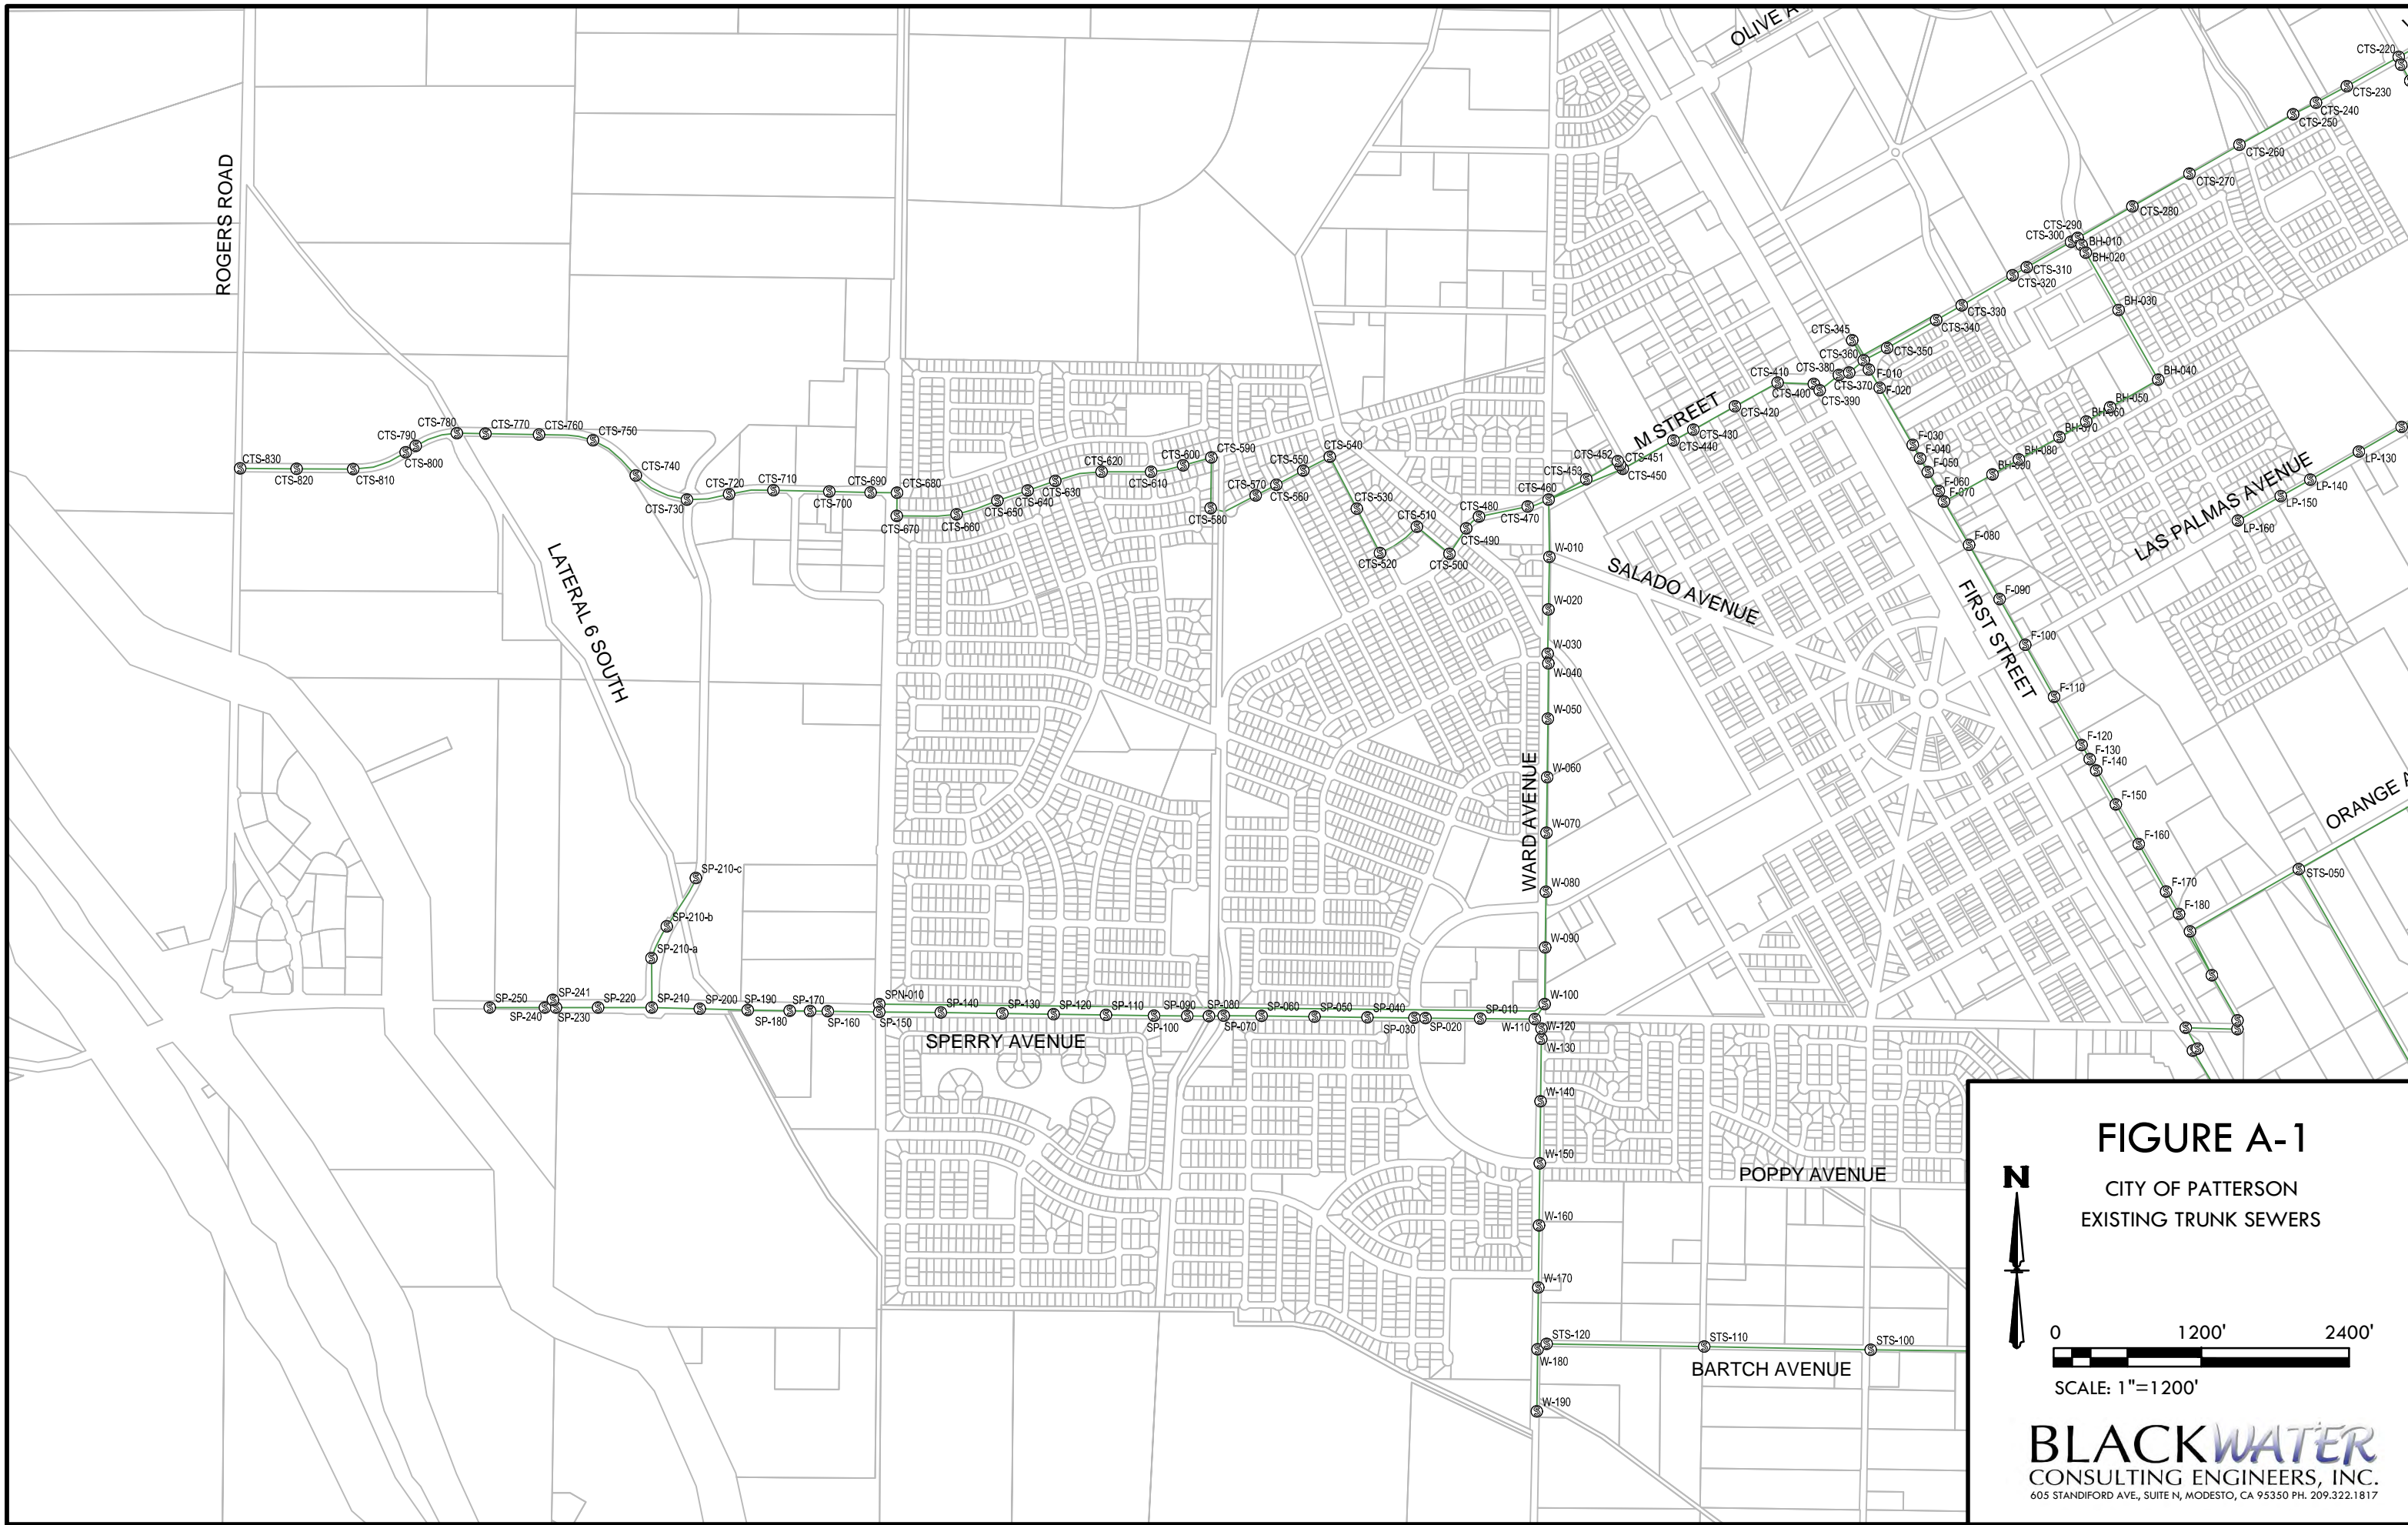 OLIVE A
CTS-220
CTS-230
CTS-240
CTS-250
CTS-260
CTS-270
CTS-280
CTS-290
CTS-300
BH-010
BH-020
CTS-310
CTS-320
BH-030
CTS-330
CTS-340
CTS-345
CTS-350
CTS-360
CTS-380
CTS-370
F-010
F-020
CTS-410
CTS-400
CTS-390
CTS-420
CTS-430
CTS-440
M STREET
BH-040
BH-050
BH-060
BH-070
BH-080
BH-090
ROGERS ROAD
CTS-830
CTS-820
CTS-810
CTS-790
CTS-800
CTS-780
CTS-770
CTS-760
CTS-750
CTS-740
CTS-730
CTS-720
CTS-710
CTS-700
CTS-690
CTS-680
CTS-670
CTS-660
CTS-650
CTS-640
CTS-630
CTS-620
CTS-610
CTS-600
CTS-590
CTS-580
CTS-570
CTS-560
CTS-550
CTS-540
CTS-530
CTS-520
CTS-510
CTS-500
CTS-490
CTS-480
CTS-470
CTS-460
CTS-453
CTS-452
CTS-451
CTS-450
F-030
F-040
F-050
F-060
F-070
F-080
F-090
F-100
F-110
F-120
F-130
F-140
F-150
F-160
F-170
F-180
LP-130
LP-140
LP-150
LP-160
LAS PALMAS AVENUE
FIRST STREET
SALADO AVENUE
LATERAL 6 SOUTH
WARD AVENUE
ORANGE A
STS-050
W-010
W-020
W-030
W-040
W-050
W-060
W-070
W-080
W-090
W-100
W-110
W-120
W-130
W-140
W-150
W-160
W-170
W-180
W-190
SP-210-c
SP-210-b
SP-210-a
SP-250
SP-240
SP-241
SP-230
SP-220
SP-210
SP-200
SP-190
SP-180
SP-170
SP-160
SPN-010
SP-150
SP-140
SP-130
SP-120
SP-110
SP-100
SP-090
SP-080
SP-070
SP-060
SP-050
SP-040
SP-030
SP-020
SP-010
SPERRY AVENUE
POPPY AVENUE
STS-120
STS-110
STS-100
BARTCH AVENUE
FIGURE A-1
N
CITY OF PATTERSON
EXISTING TRUNK SEWERS
0 1200' 2400'
SCALE: 1"=1200'
BLACKWATER
CONSULTING ENGINEERS, INC.
605 STANDIFORD AVE., SUITE N, MODESTO, CA 95350 PH. 209.322.1817